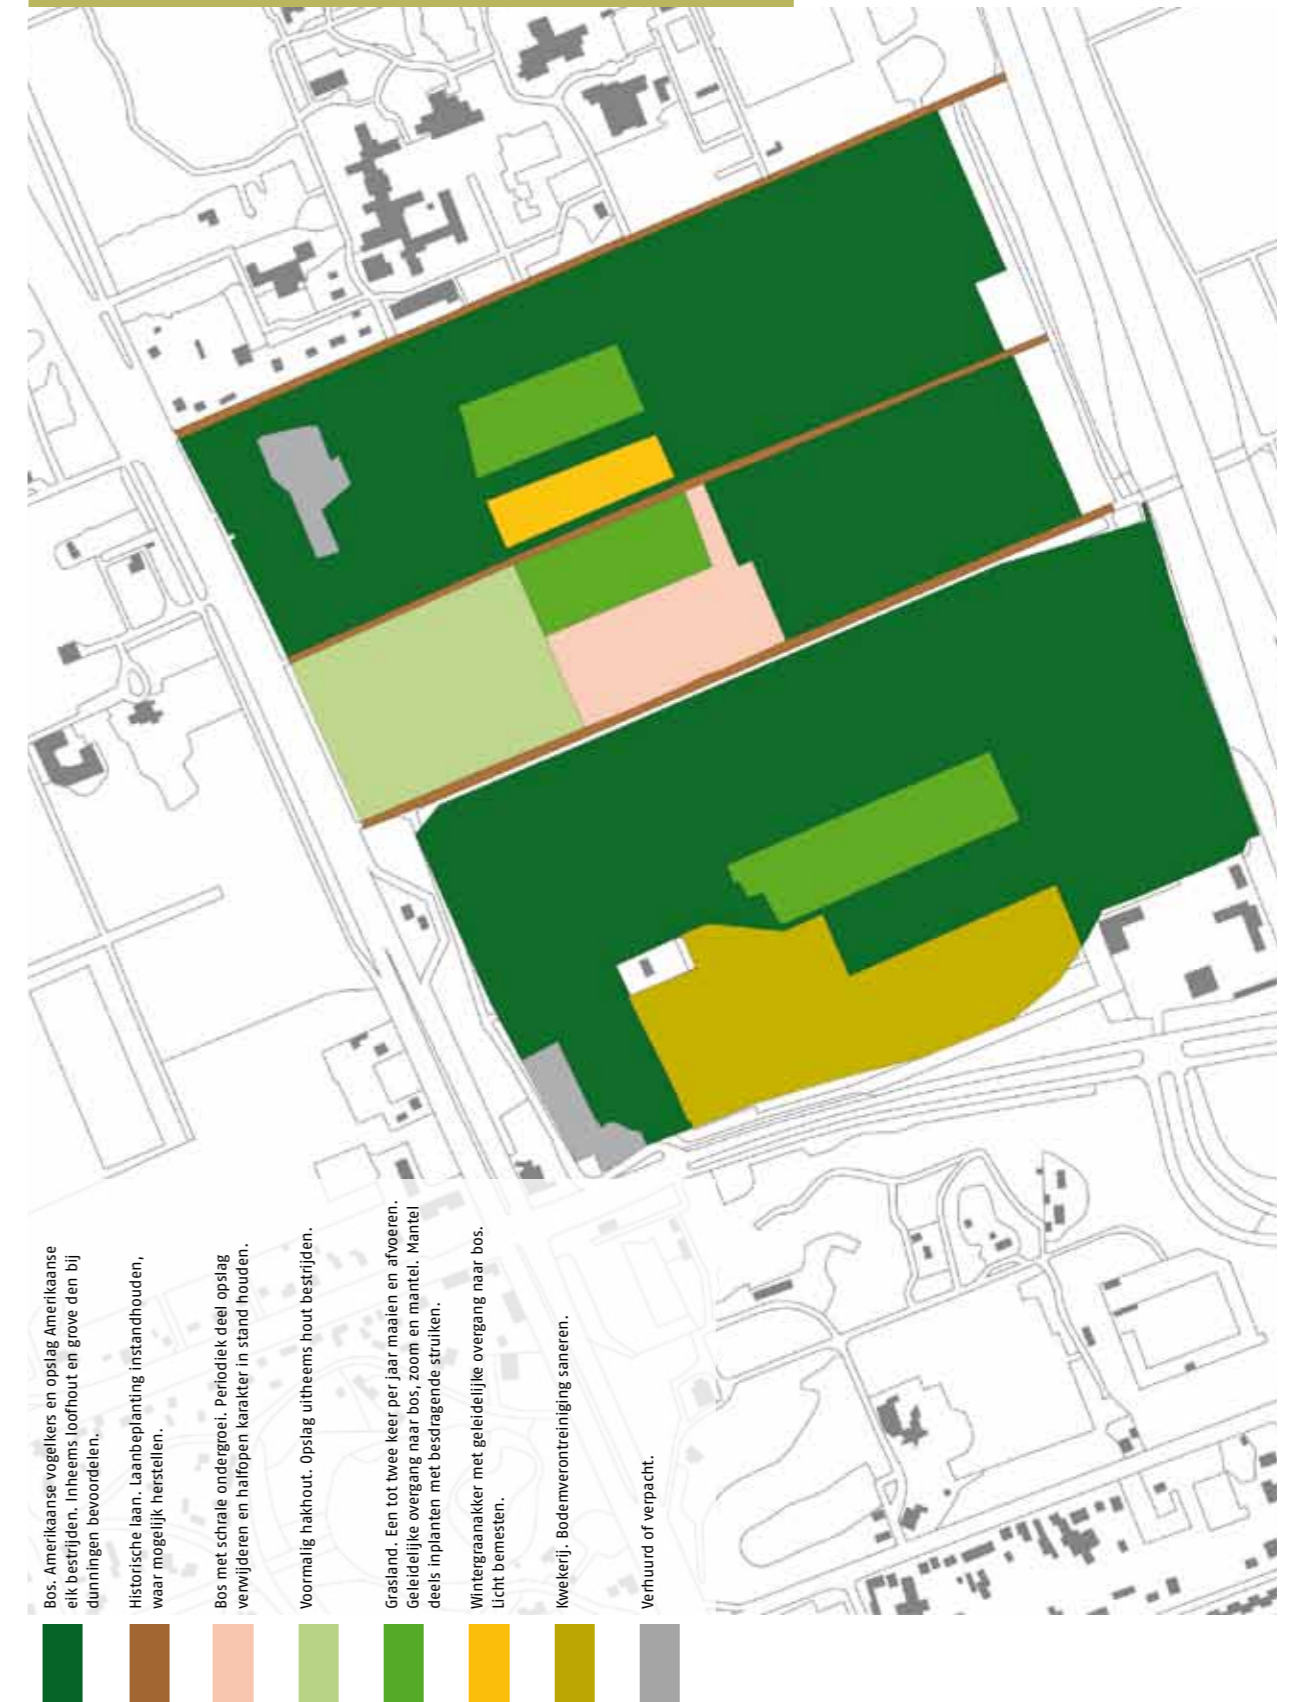 Bos. Amerikaanse vogelkers en opslag Amerikaanse
eik bestrijden. Inheems loofhout en grove den bij
dunningen bevoordelen.
Historische laan. Laanbeplanting instandhouden,
waar mogelijk herstellen.
Bos met schrale ondergroei. Periodiek deel opslag
verwijderen en halfopen karakter in stand houden.
Voormalig hakhout. Opslag uitheems hout bestrijden.
Grasland. Een tot twee keer per jaar maaien en afvoeren.
Geleidelijke overgang naar bos, zoom en mantel. Mantel
deels inplanten met besdragende struiken.
Wintergraanakker met geleidelijke overgang naar bos.
Licht bemesten.
Kwekerij. Bodemverontreiniging saneren.
Verhuurd of verpacht.